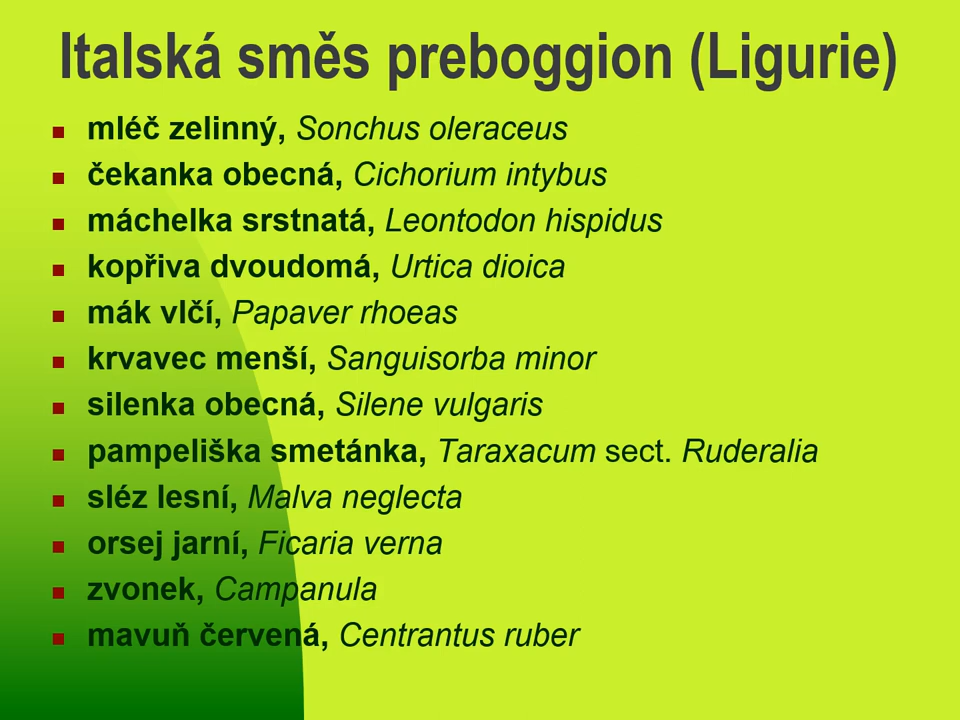 Italská směs preboggion (Ligurie)
mléč zelinný, Sonchus oleraceus
čekanka obecná, Cichorium intybus
máchelka srstnatá, Leontodon hispidus
kopřiva dvoudomá, Urtica dioica
mák vlčí, Papaver rhoeas
krvavec menší, Sanguisorba minor
silenka obecná, Silene vulgaris
pampeliška smetánka, Taraxacum sect. Ruderalia
sléz lesní, Malva neglecta
orsej jarní, Ficaria verna
zvonek, Campanula
mavuň červená, Centrantus ruber